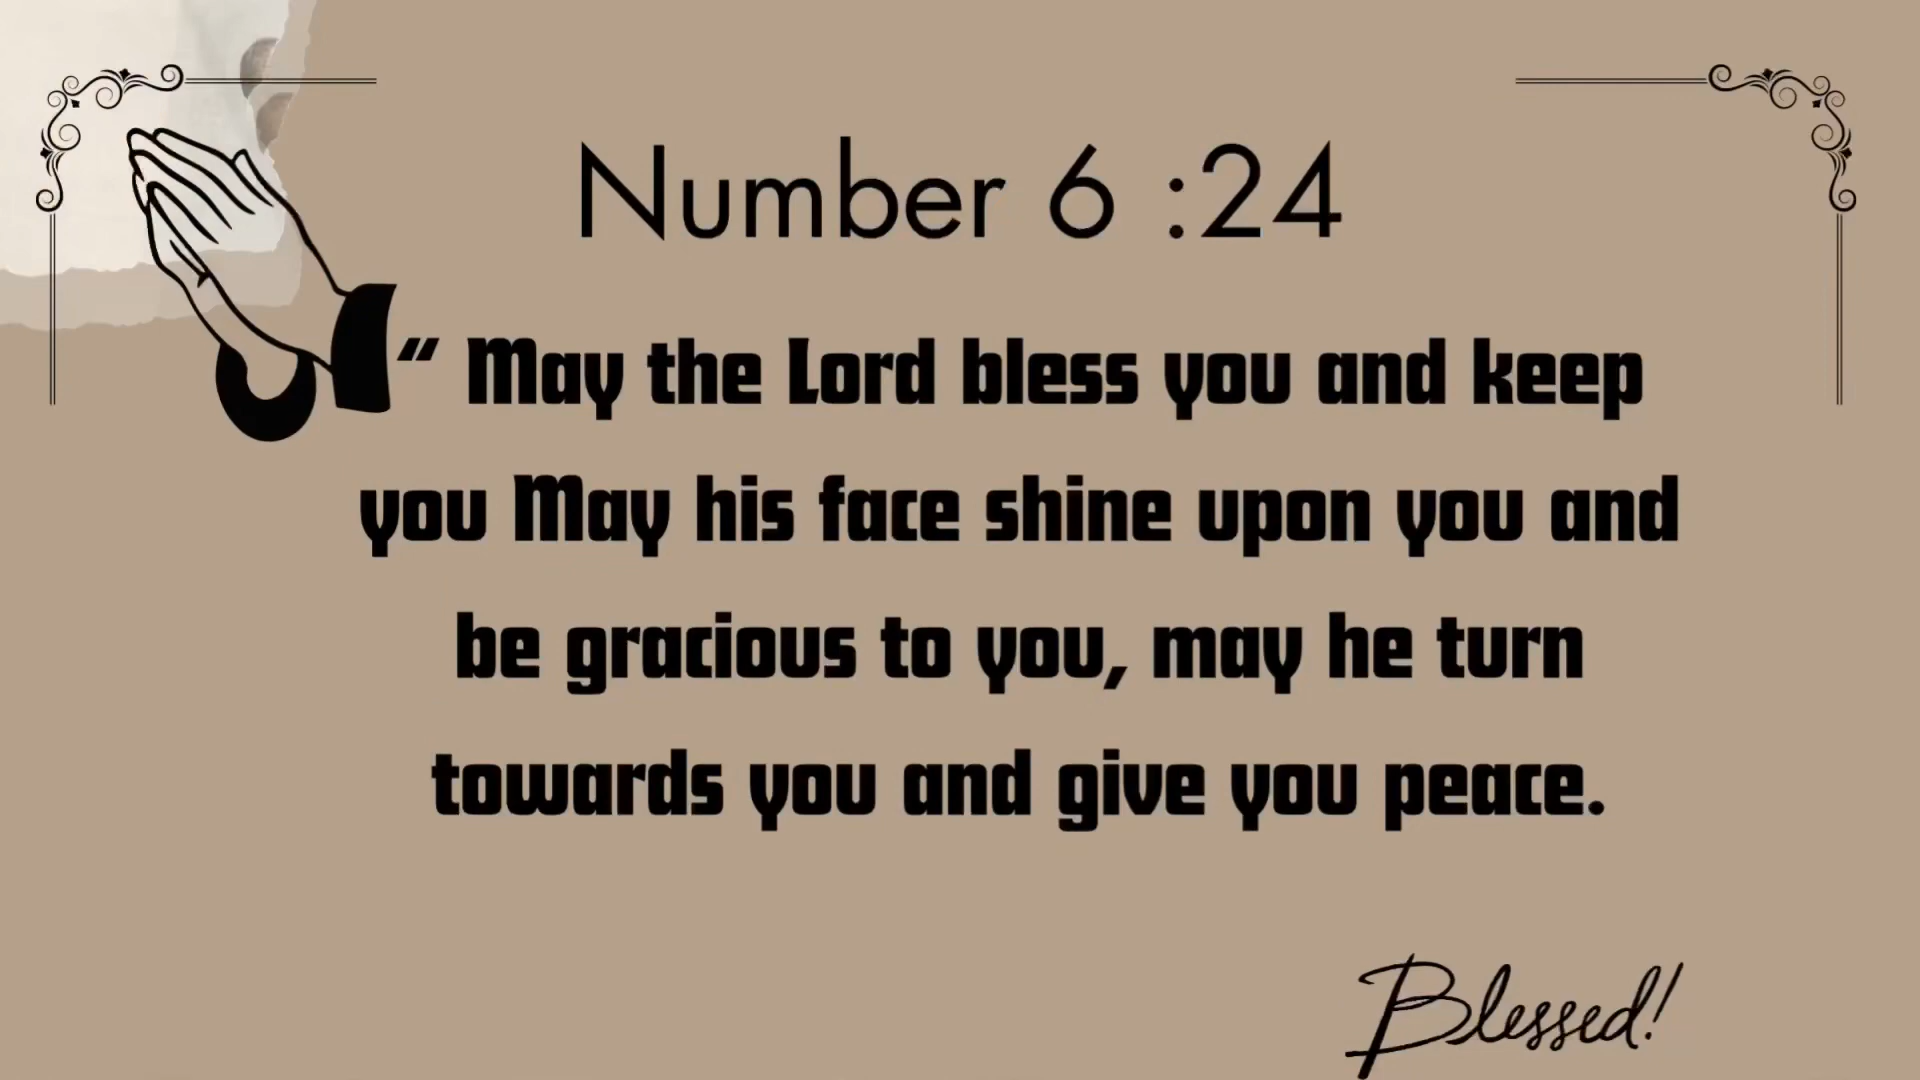 Number 6 :24
“ May the Lord bless you and keep
you May his face shine upon you and
be gracious to you, may he turn
towards you and give you peace.
Blessed!